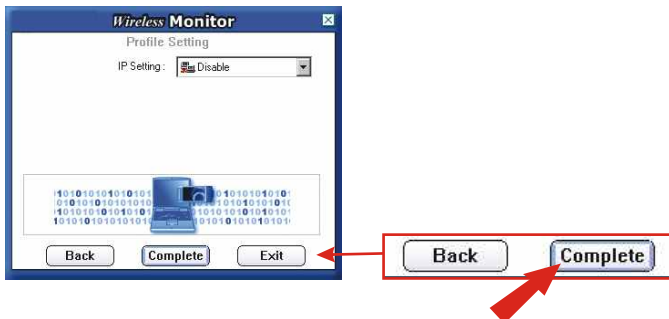 Wireless Monitor
Profile Setting
IP Setting: Disable
Back Complete Exit
Back Complete